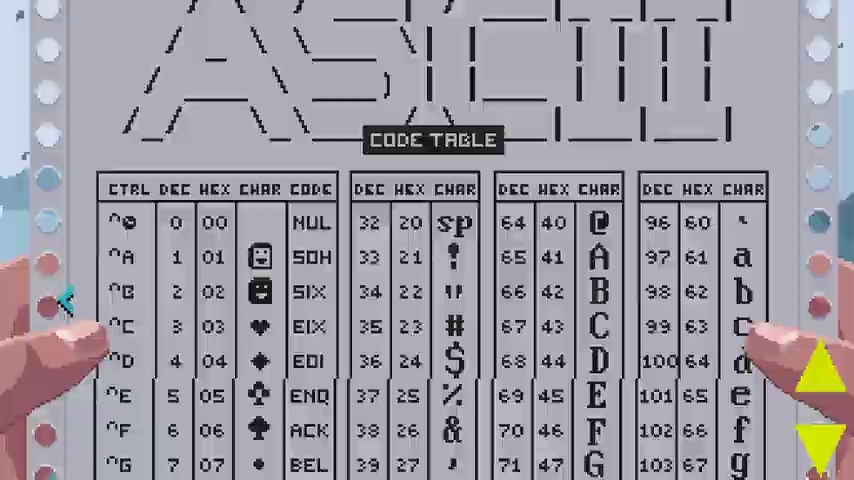 ASCII
CODE TABLE
CTRL DEC HEX CHAR CODE DEC HEX CHAR DEC HEX CHAR DEC HEX CHAR
^@ 0 00 NUL 32 20 sp 64 40 @ 96 60 `
^A 1 01 ☺ SOH 33 21 ! 65 41 A 97 61 a
^B 2 02 ☻ SIX 34 22 " 66 42 B 98 62 b
^C 3 03 ♥ EIX 35 23 # 67 43 C 99 63 c
^D 4 04 ♦ EOI 36 24 $ 68 44 D 100 64 d
^E 5 05 ♣ ENQ 37 25 % 69 45 E 101 65 e
^F 6 06 ♠ ACK 38 26 & 70 46 F 102 66 f
^G 7 07 • BEL 39 27 ' 71 47 G 103 67 g